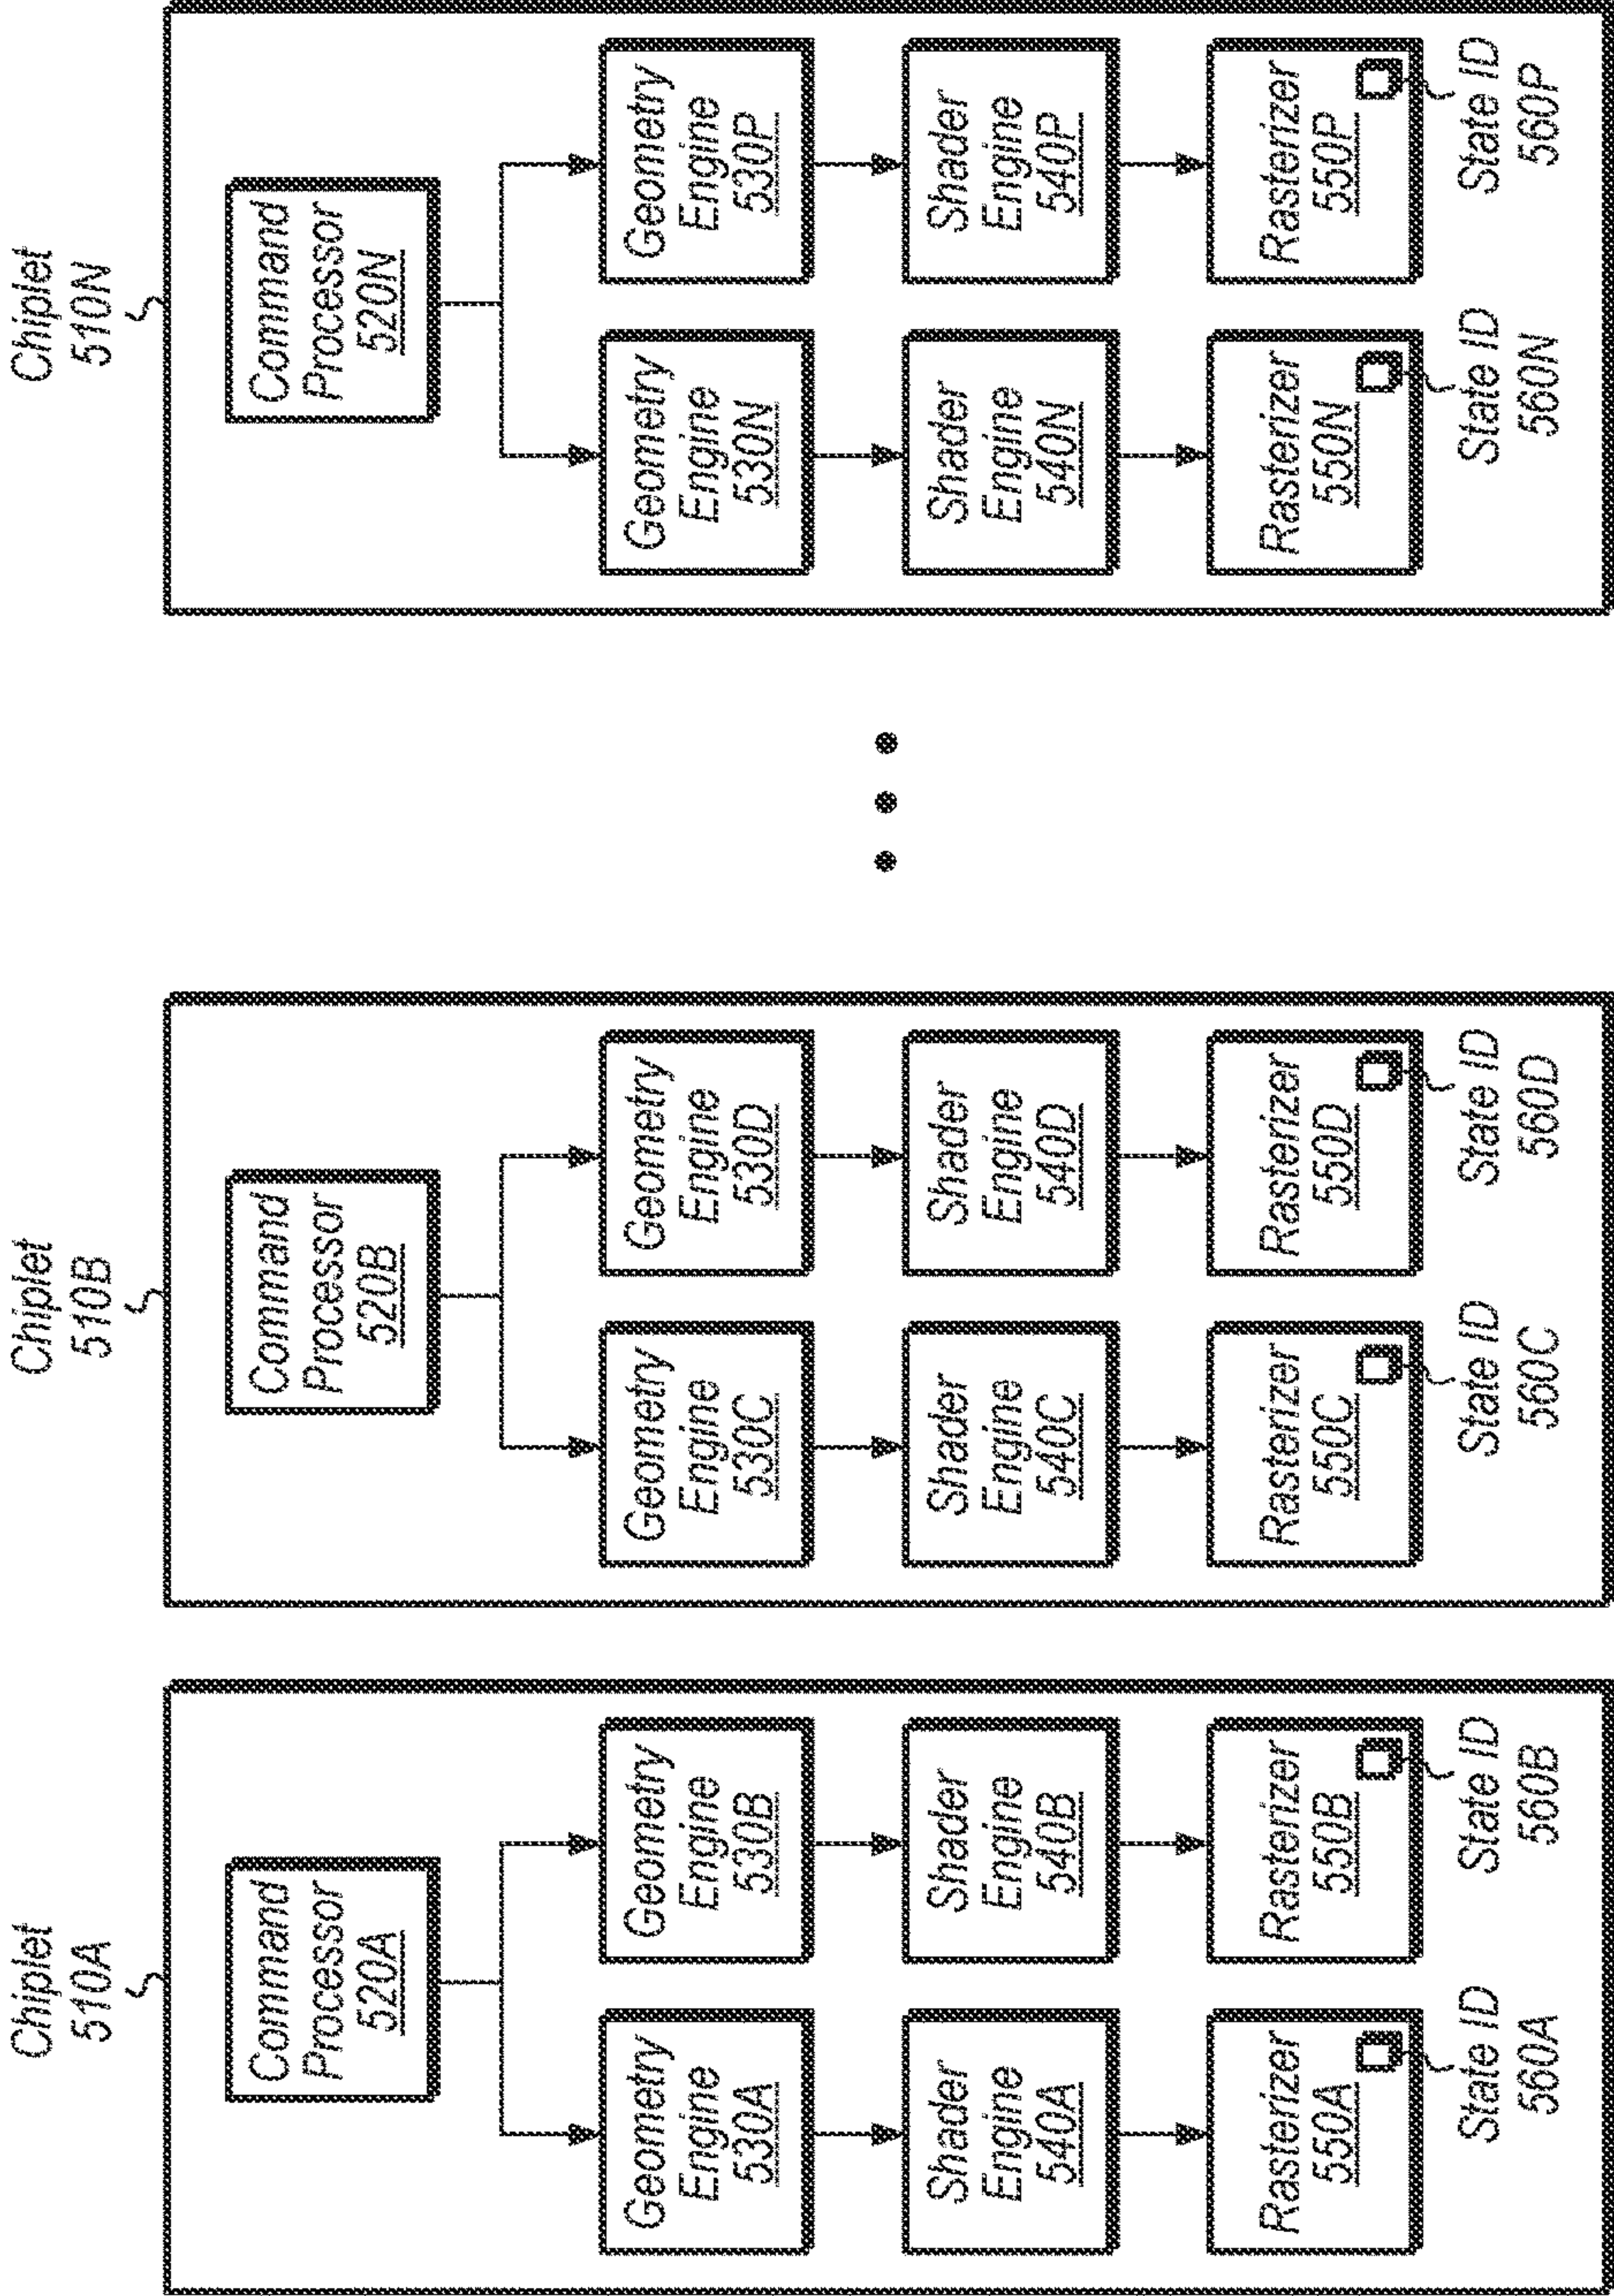 Chiplet
510A
Command
Processor
520A
Geometry
Engine
530A
Geometry
Engine
530B
Shader
Engine
540A
Shader
Engine
540B
Rasterizer
550A
Rasterizer
550B
State ID
560A
State ID
560B
Chiplet
510B
Command
Processor
520B
Geometry
Engine
530C
Geometry
Engine
530D
Shader
Engine
540C
Shader
Engine
540D
Rasterizer
550C
Rasterizer
550D
State ID
560C
State ID
560D
Chiplet
510N
Command
Processor
520N
Geometry
Engine
530N
Geometry
Engine
530P
Shader
Engine
540N
Shader
Engine
540P
Rasterizer
550N
Rasterizer
550P
State ID
560N
State ID
560P